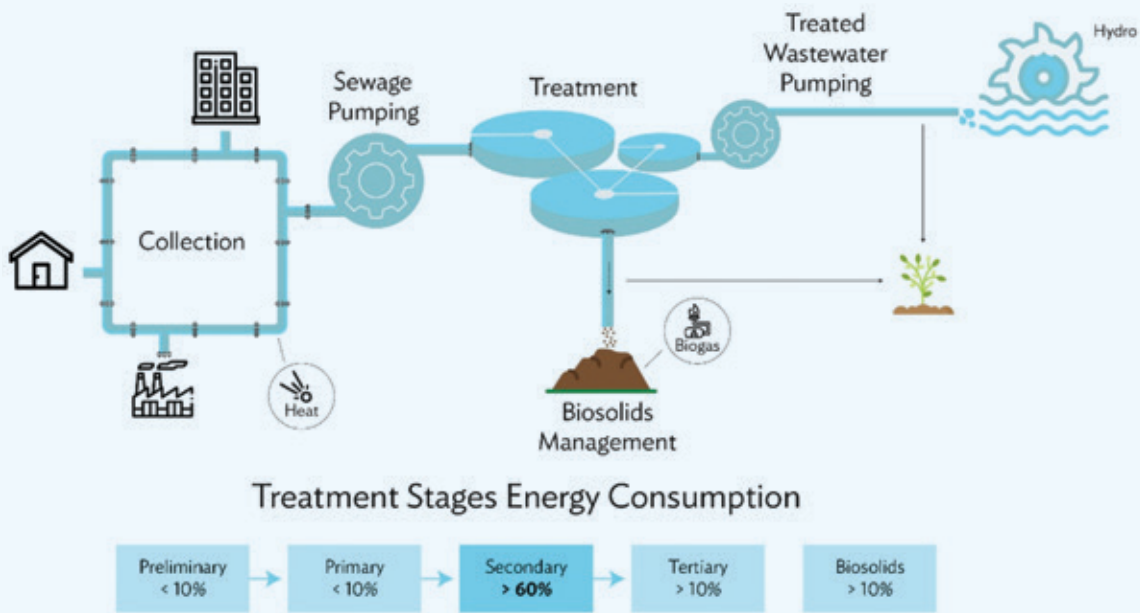 Hydro
Treated
Wastewater
Pumping
Sewage
Pumping
Treatment
Collection
Heat
Biogas
Biosolids
Management
Treatment Stages Energy Consumption
Preliminary
< 10%
Primary
< 10%
Secondary
> 60%
Tertiary
> 10%
Biosolids
> 10%